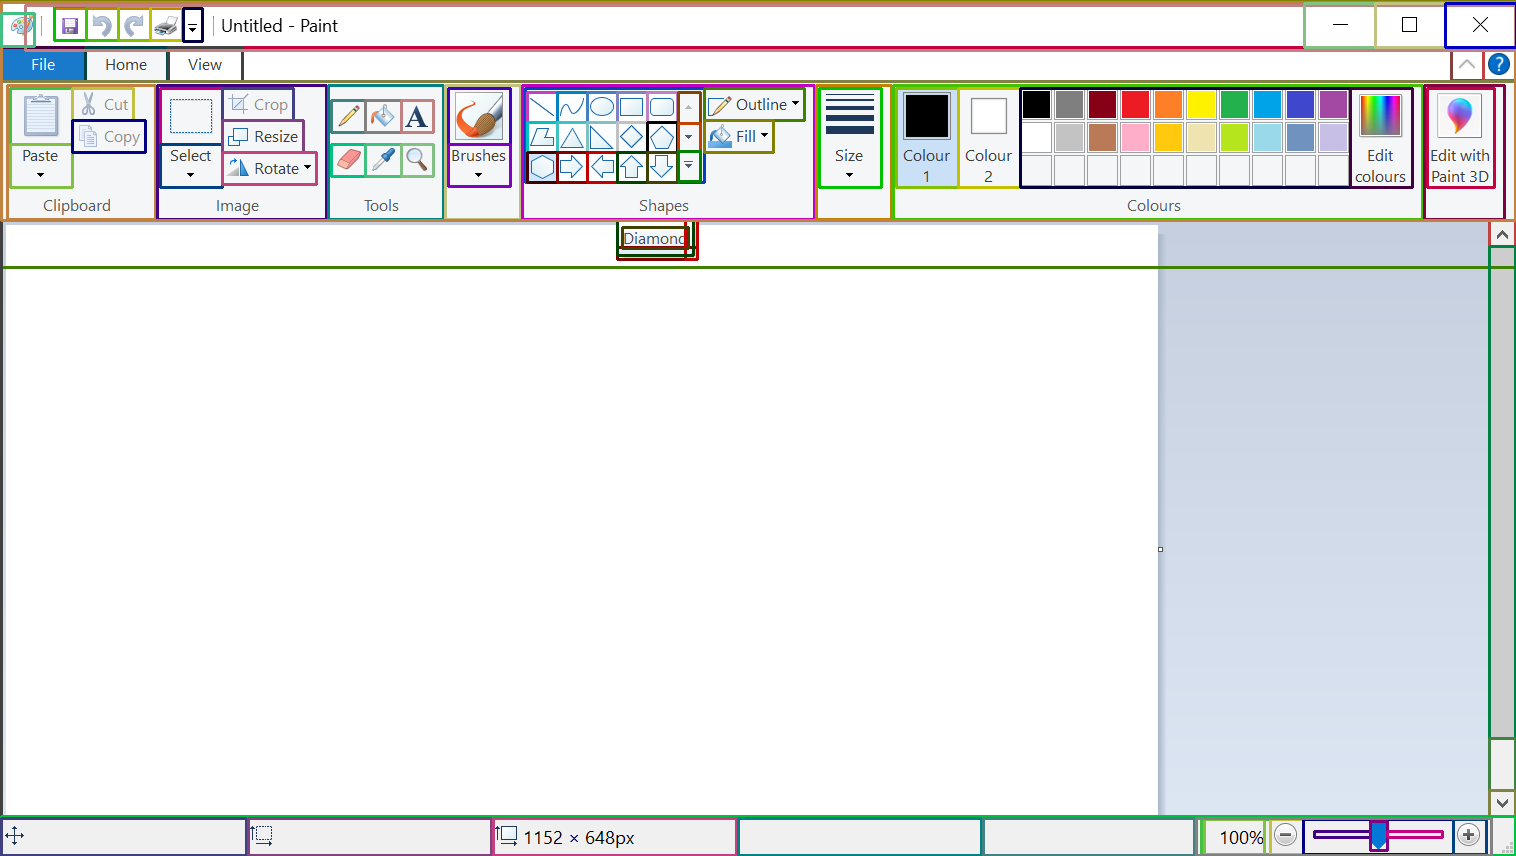 Untitled - Paint
File Home View
Cut Crop Outline
Copy Resize Fill
Paste Select Rotate Brushes Size Colour 1 Colour 2 Edit colours Edit with Paint 3D
Clipboard Image Tools Shapes Colours
Diamond
1152 × 648px 100%